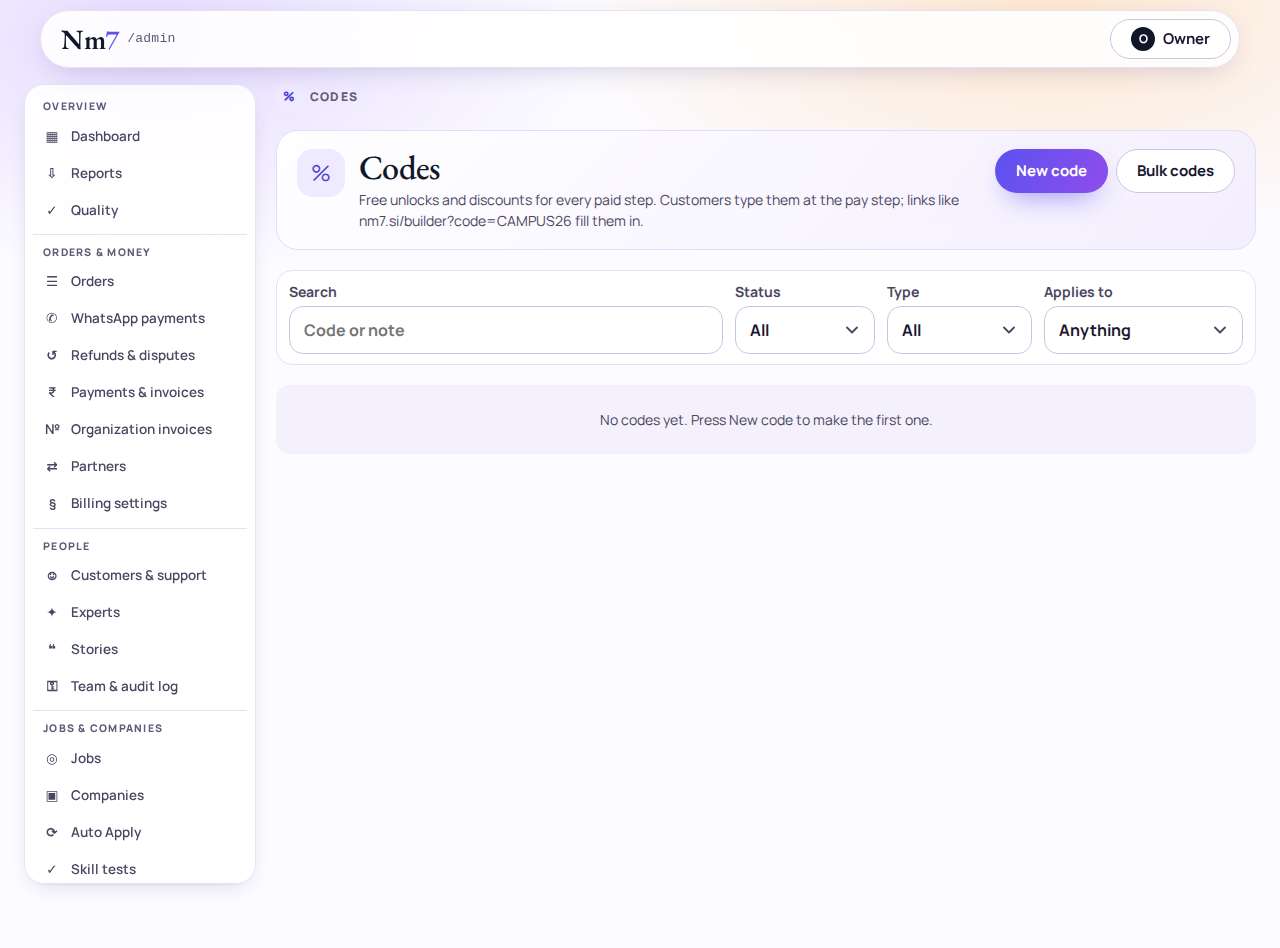 Nm7 /admin
O Owner
OVERVIEW
▦ Dashboard
⇩ Reports
✓ Quality
ORDERS & MONEY
☰ Orders
✆ WhatsApp payments
↺ Refunds & disputes
₹ Payments & invoices
№ Organization invoices
⇄ Partners
§ Billing settings
PEOPLE
☺ Customers & support
✦ Experts
❝ Stories
⚿ Team & audit log
JOBS & COMPANIES
◎ Jobs
▣ Companies
⟳ Auto Apply
✓ Skill tests
% CODES
%
Codes
Free unlocks and discounts for every paid step. Customers type them at the pay step; links like
nm7.si/builder?code=CAMPUS26 fill them in.
New code
Bulk codes
Search
Code or note
Status
All
Type
All
Applies to
Anything
No codes yet. Press New code to make the first one.